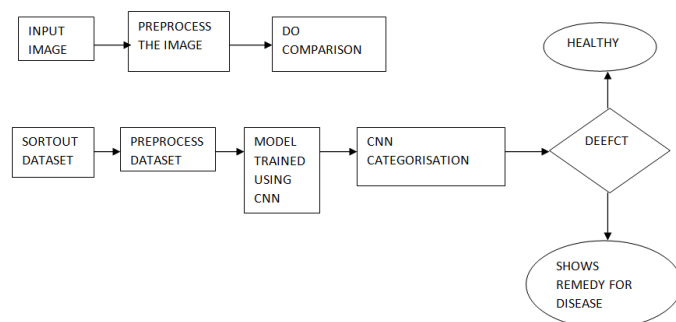 INPUT
IMAGE
PREPROCESS
THE IMAGE
DO
COMPARISON
HEALTHY
SORTOUT
DATASET
PREPROCESS
DATASET
MODEL
TRAINED
USING
CNN
CNN
CATEGORISATION
DEEFCT
SHOWS
REMEDY FOR
DISEASE